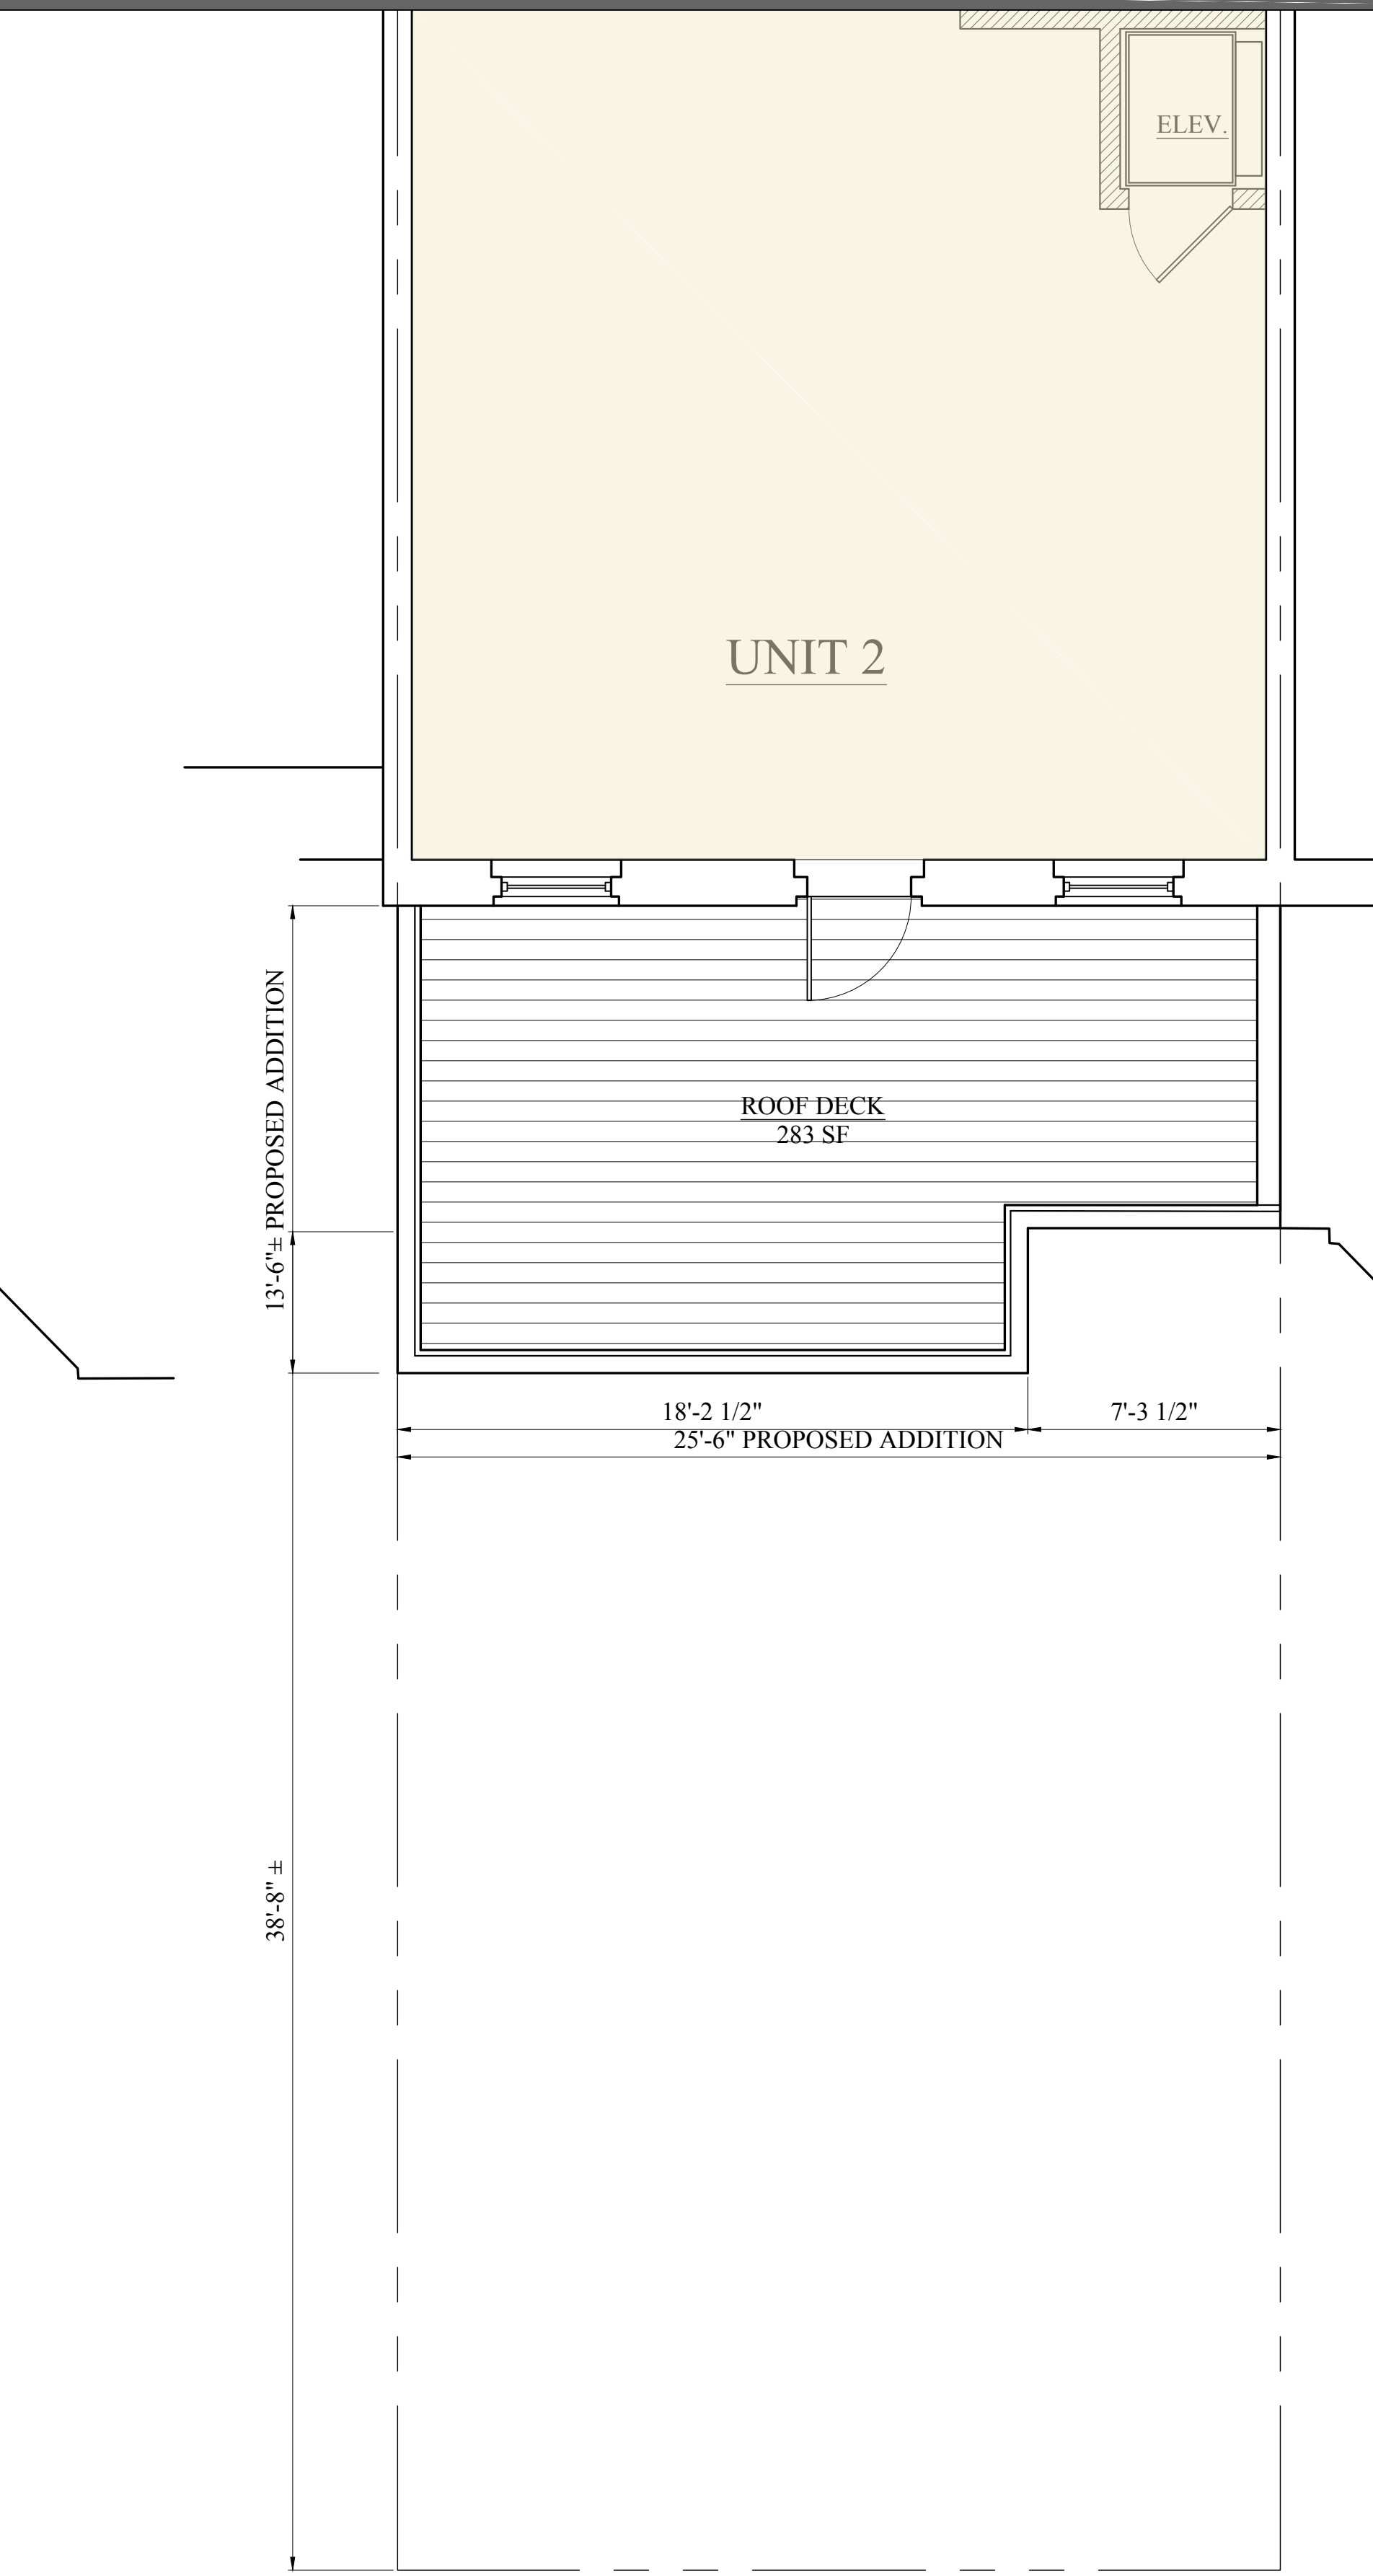 ELEV.
UNIT 2
13'-6"± PROPOSED ADDITION
ROOF DECK
283 SF
18'-2 1/2"
7'-3 1/2"
25'-6" PROPOSED ADDITION
38'-8" ±